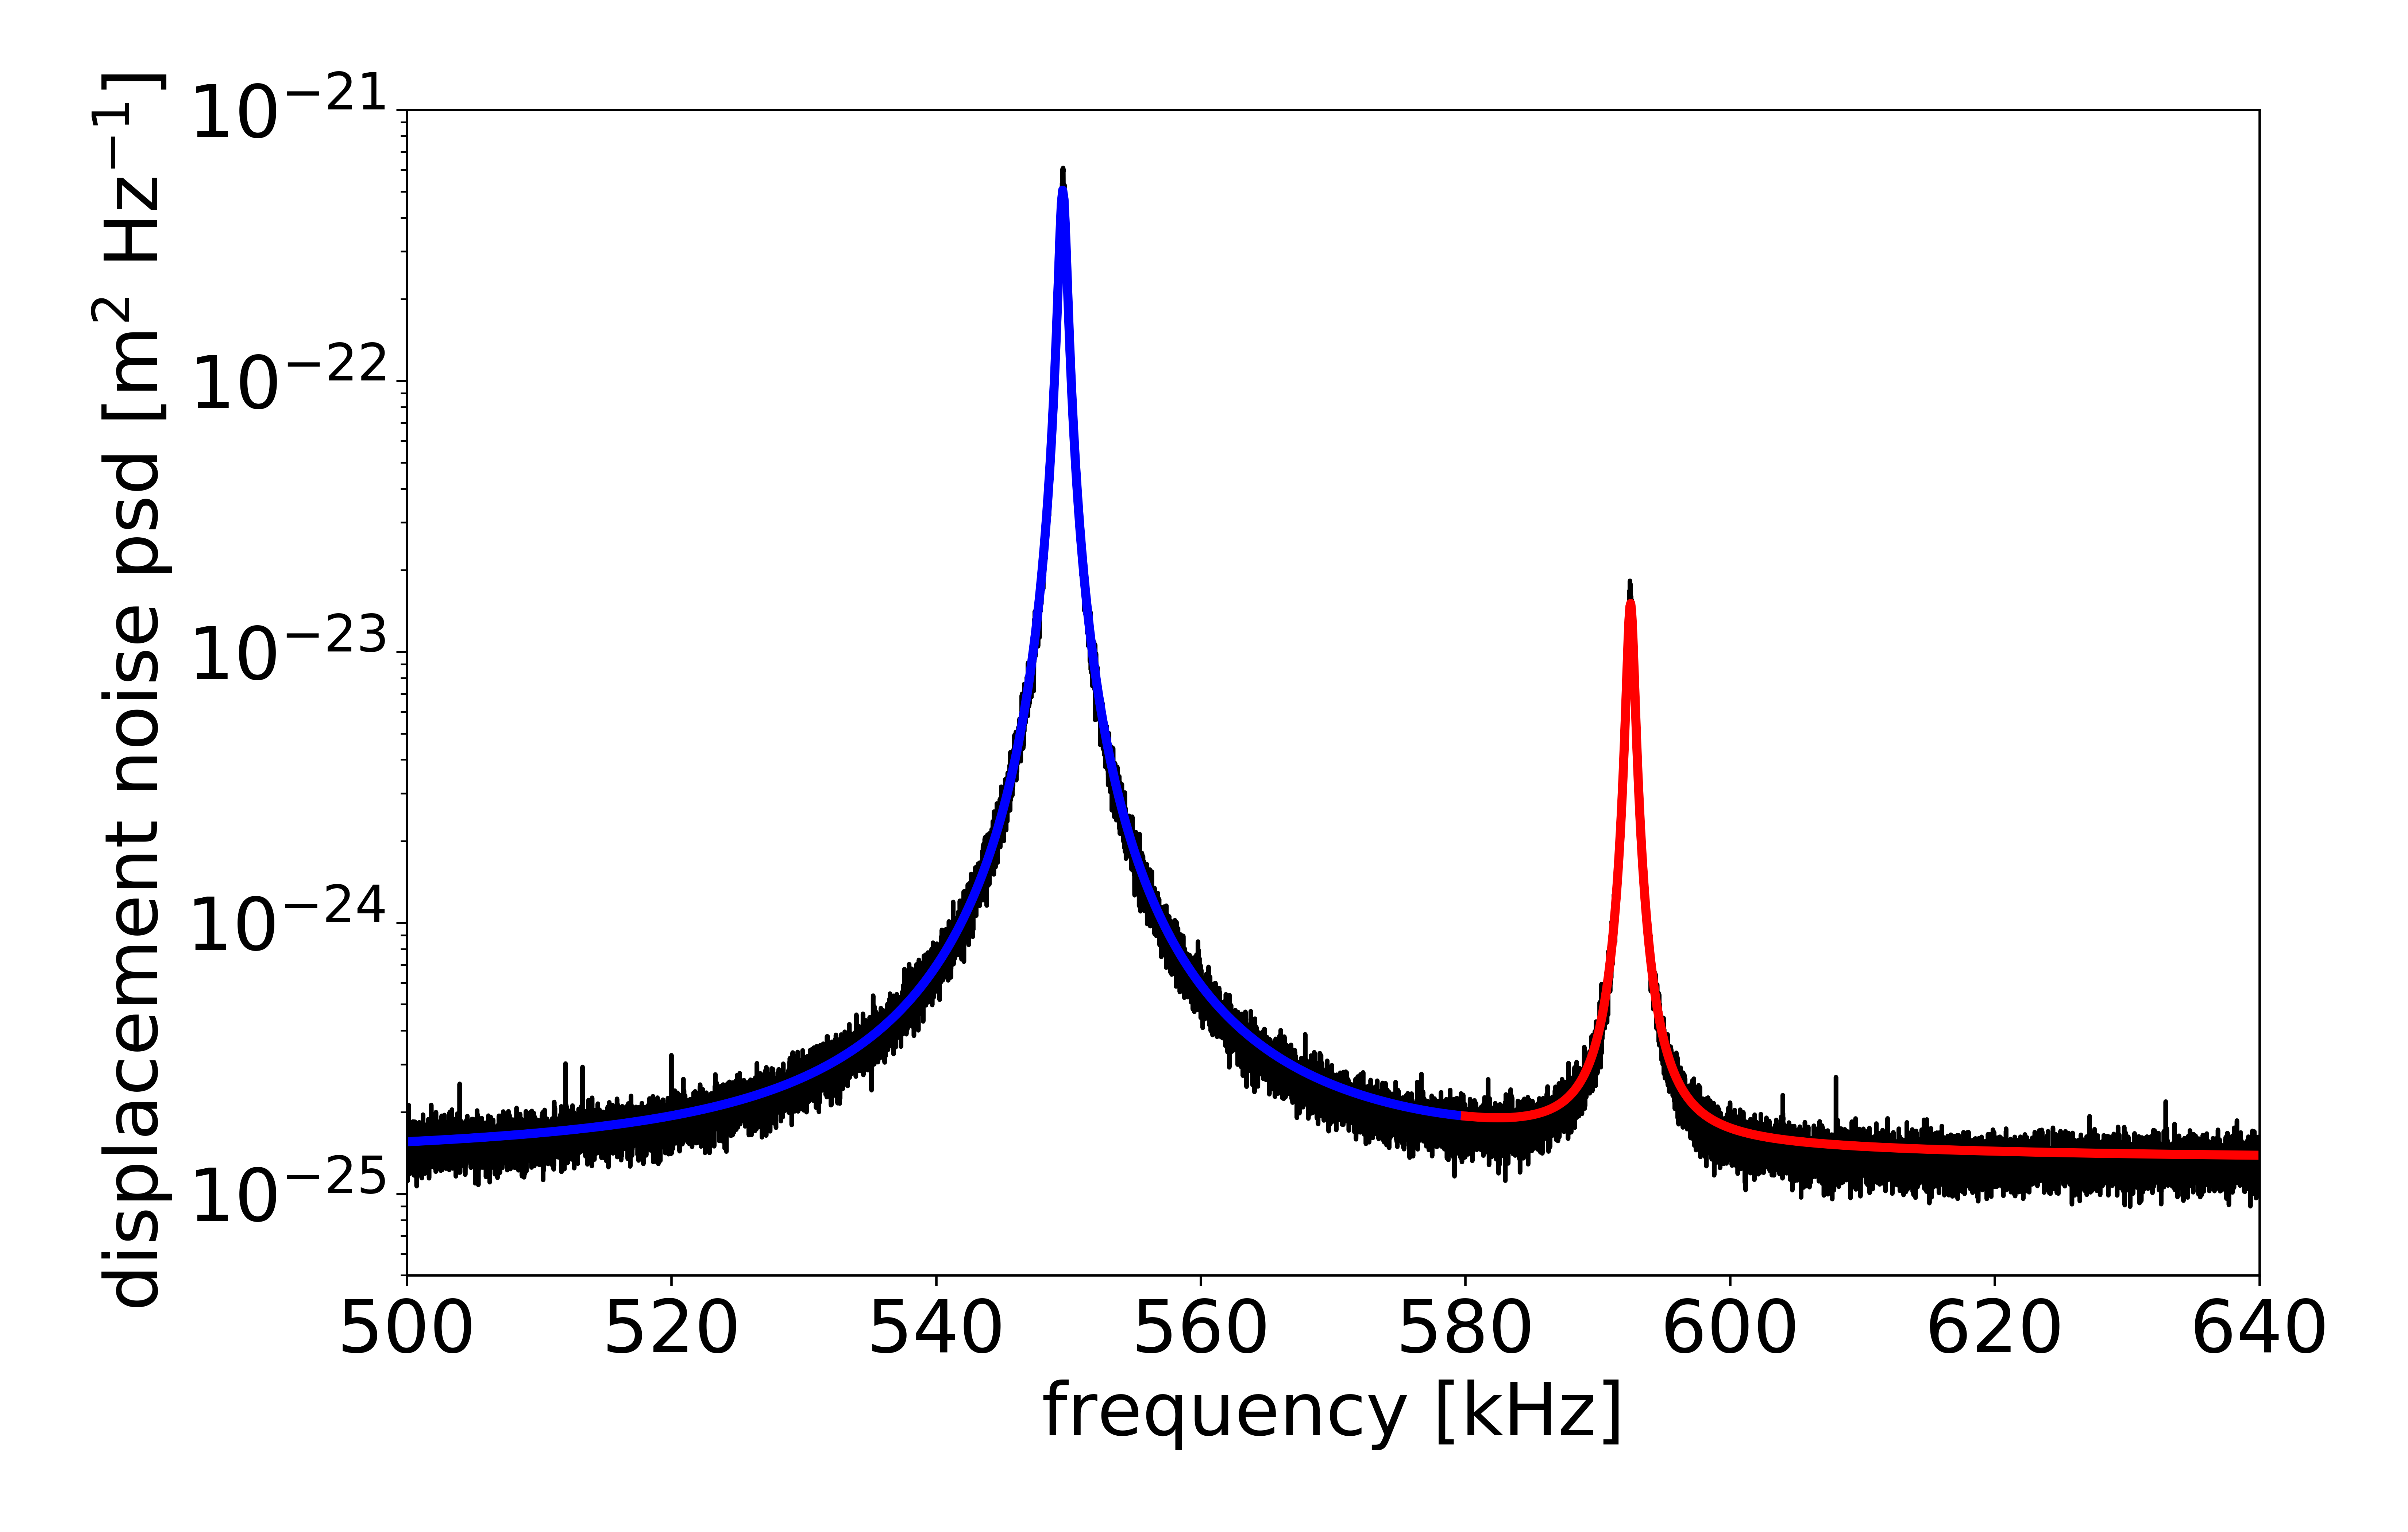 displacement noise psd [m² Hz⁻¹]
10⁻²¹
10⁻²²
10⁻²³
10⁻²⁴
10⁻²⁵
500 520 540 560 580 600 620 640
frequency [kHz]